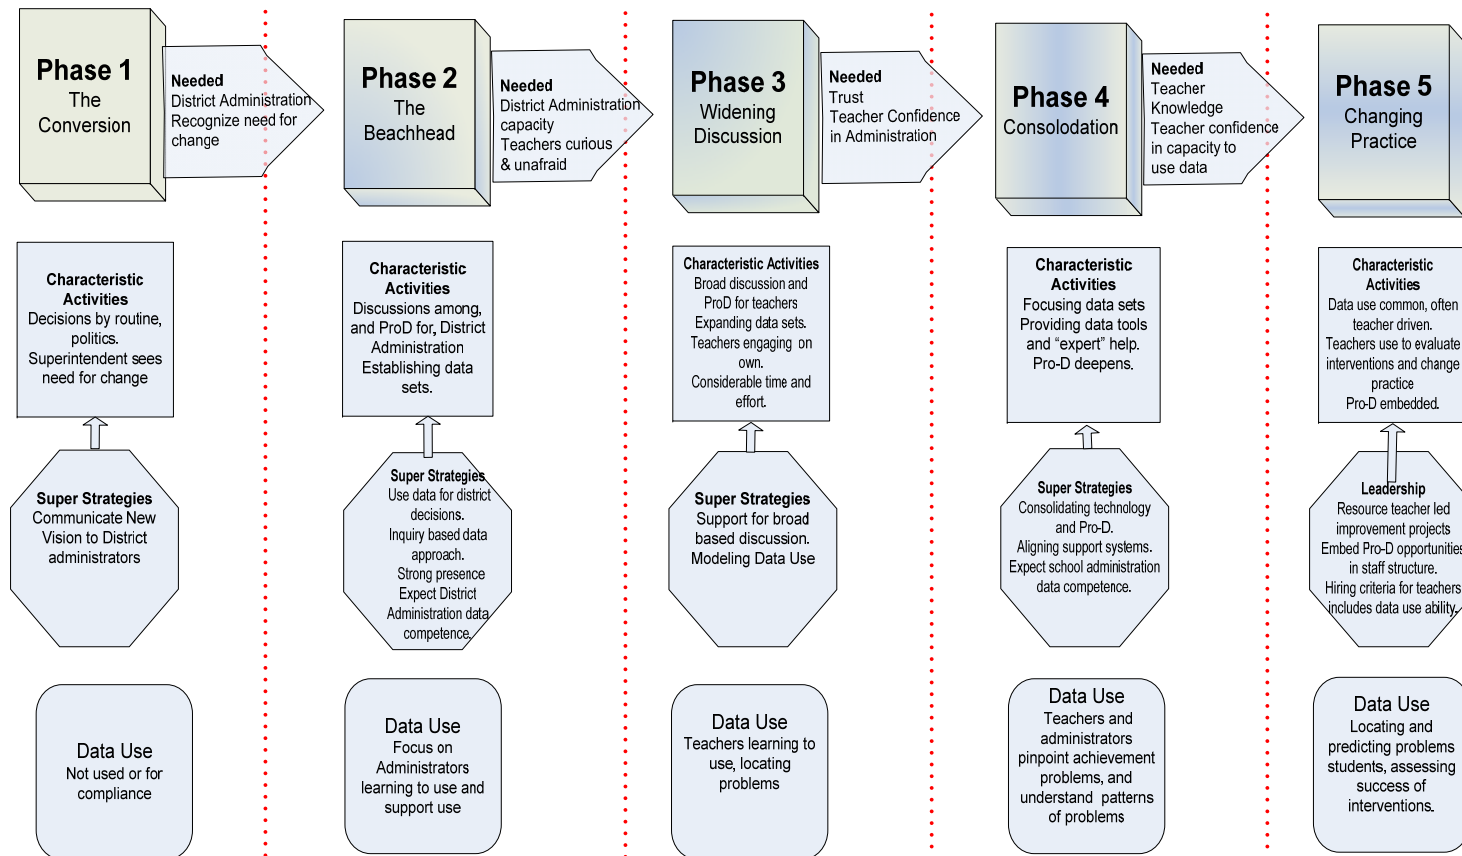 Phase 1
The
Conversion
Needed
District Administration
Recognize need for
change
Phase 2
The
Beachhead
Needed
District Administration
capacity
Teachers curious
& unafraid
Phase 3
Widening
Discussion
Needed
Trust
Teacher Confidence
in Administration
Phase 4
Consolodation
Needed
Teacher
Knowledge
Teacher confidence
in capacity to
use data
Phase 5
Changing
Practice
Characteristic
Activities
Decisions by routine,
politics.
Superintendent sees
need for change
Characteristic
Activities
Discussions among,
and ProD for, District
Administration
Establishing data
sets.
Characteristic Activities
Broad discussion and
ProD for teachers
Expanding data sets.
Teachers engaging on
own.
Considerable time and
effort.
Characteristic
Activities
Focusing data sets
Providing data tools
and “expert” help.
Pro-D deepens.
Characteristic
Activities
Data use common, often
teacher driven.
Teachers use to evaluate
interventions and change
practice
Pro-D embedded.
Super Strategies
Communicate New
Vision to District
administrators
Super Strategies
Use data for district
decisions.
Inquiry based data
approach.
Strong presence
Expect District
Administration data
competence.
Super Strategies
Support for broad
based discussion.
Modeling Data Use
Super Strategies
Consolidating technology
and Pro-D.
Aligning support systems.
Expect school administration
data competence.
Leadership
Resource teacher led
improvement projects
Embed Pro-D opportunities
in staff structure.
Hiring criteria for teachers
includes data use ability.
Data Use
Not used or for
compliance
Data Use
Focus on
Administrators
learning to use and
support use
Data Use
Teachers learning to
use, locating
problems
Data Use
Teachers and
administrators
pinpoint achievement
problems, and
understand patterns
of problems
Data Use
Locating and
predicting problems
students, assessing
success of
interventions.